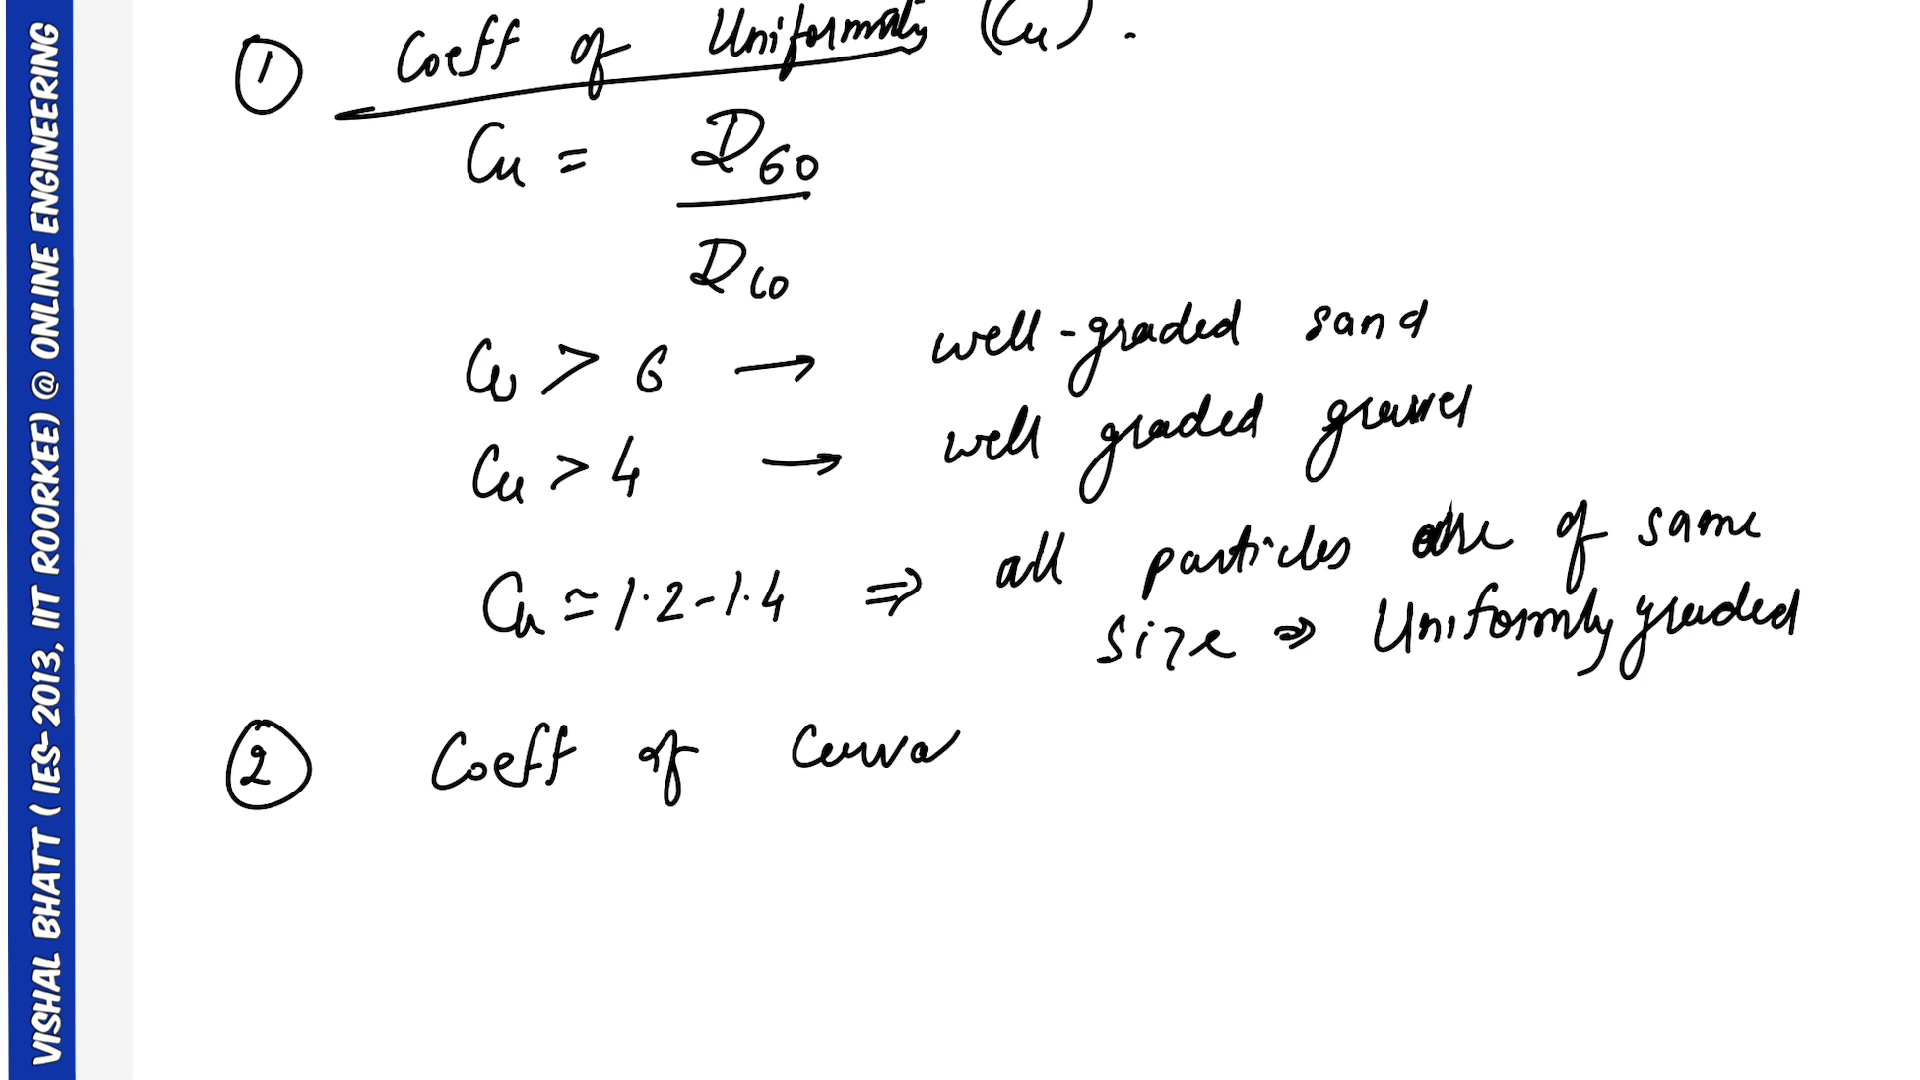 VISHAL BHATT ( IES-2013, IIT ROORKEE) @ ONLINE ENGINEERING
① Coeff of Uniformity (Cu) .
Cu = D60
D10
Cu > 6 → well-graded sand
Cu > 4 → well graded gravel
Cu ≃ 1.2-1.4 ⇒ all particles are of same
size ⇒ Uniformly graded
② Coeff of Curva